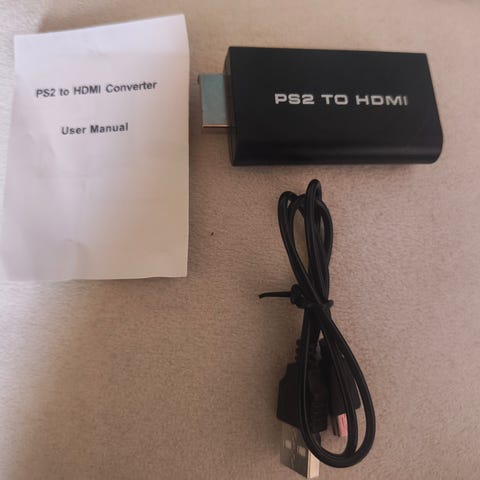 PS2 to HDMI Converter
User Manual
PS2 TO HDMI